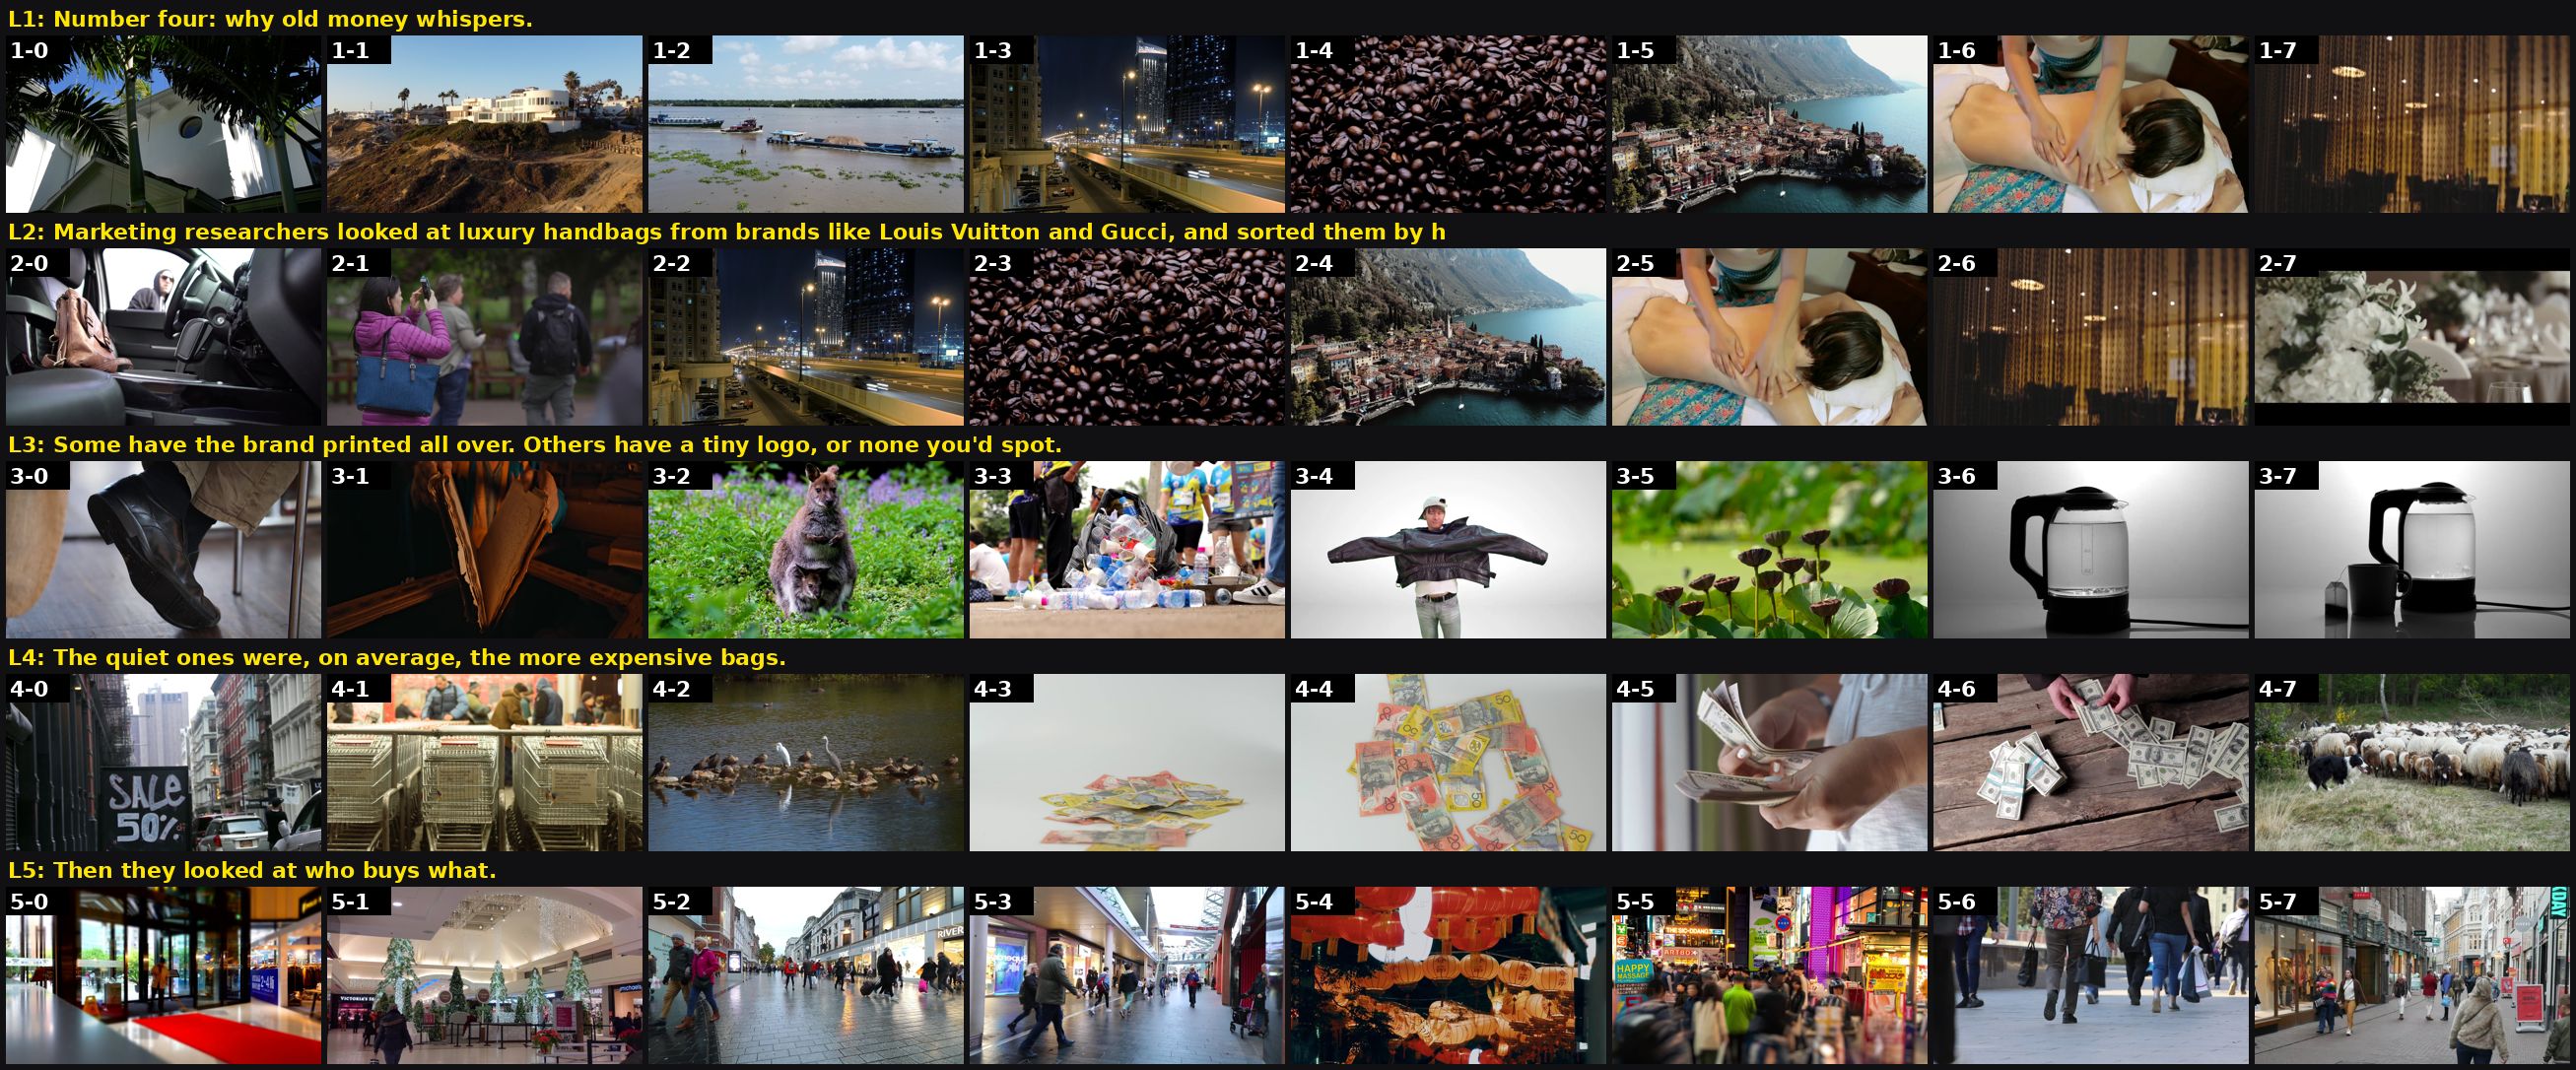 L1: Number four: why old money whispers.
1-0 1-1 1-2 1-3 1-4 1-5 1-6 1-7
L2: Marketing researchers looked at luxury handbags from brands like Louis Vuitton and Gucci, and sorted them by h
2-0 2-1 2-2 2-3 2-4 2-5 2-6 2-7
L3: Some have the brand printed all over. Others have a tiny logo, or none you'd spot.
3-0 3-1 3-2 3-3 3-4 3-5 3-6 3-7
L4: The quiet ones were, on average, the more expensive bags.
4-0 4-1 4-2 4-3 4-4 4-5 4-6 4-7
SALE
50%
L5: Then they looked at who buys what.
5-0 5-1 5-2 5-3 5-4 5-5 5-6 5-7
RIVER
HAPPY
MASSAGE
ARTBOX